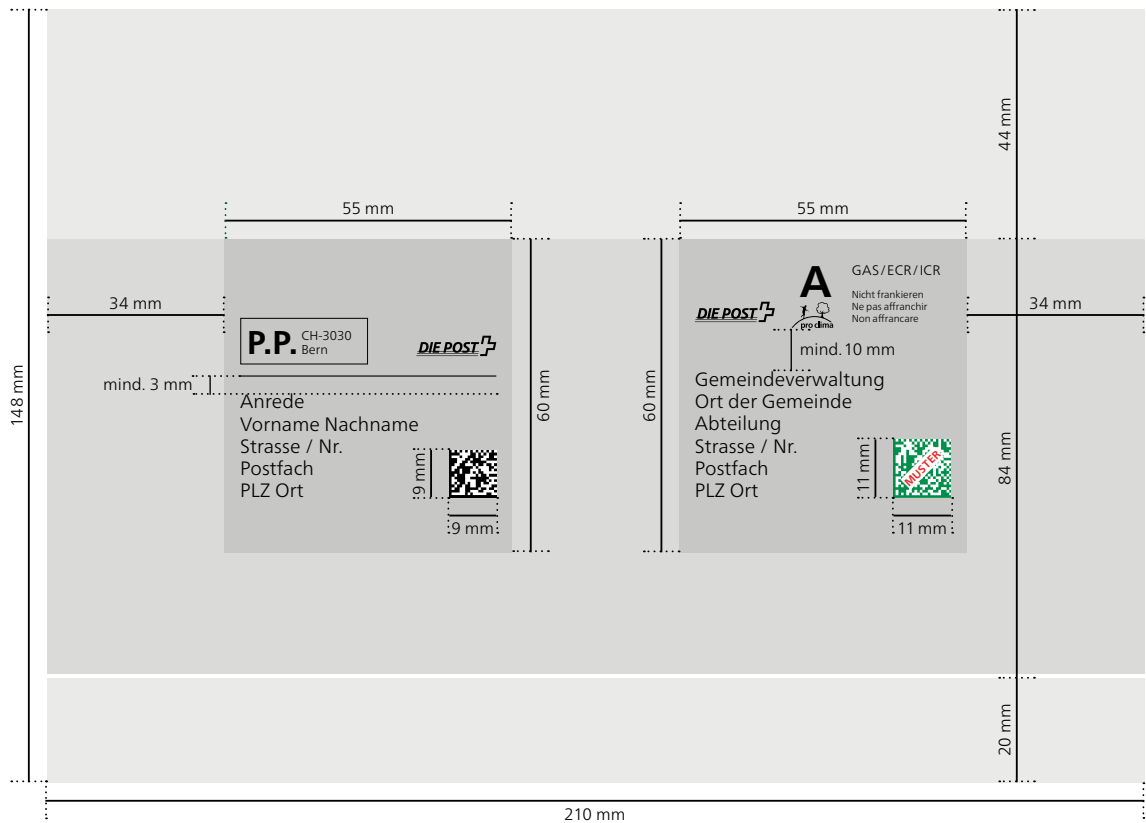 44 mm
55 mm
55 mm
34 mm
P.P. CH-3030
Bern
DIE POST
mind. 3 mm
Anrede
Vorname Nachname
Strasse / Nr.
Postfach
PLZ Ort
9 mm
9 mm
60 mm
60 mm
DIE POST
A
pro clima
GAS/ECR/ICR
Nicht frankieren
Ne pas affranchir
Non affrancare
mind. 10 mm
Gemeindeverwaltung
Ort der Gemeinde
Abteilung
Strasse / Nr.
Postfach
PLZ Ort
11 mm
MUSTER
11 mm
34 mm
148 mm
84 mm
20 mm
210 mm